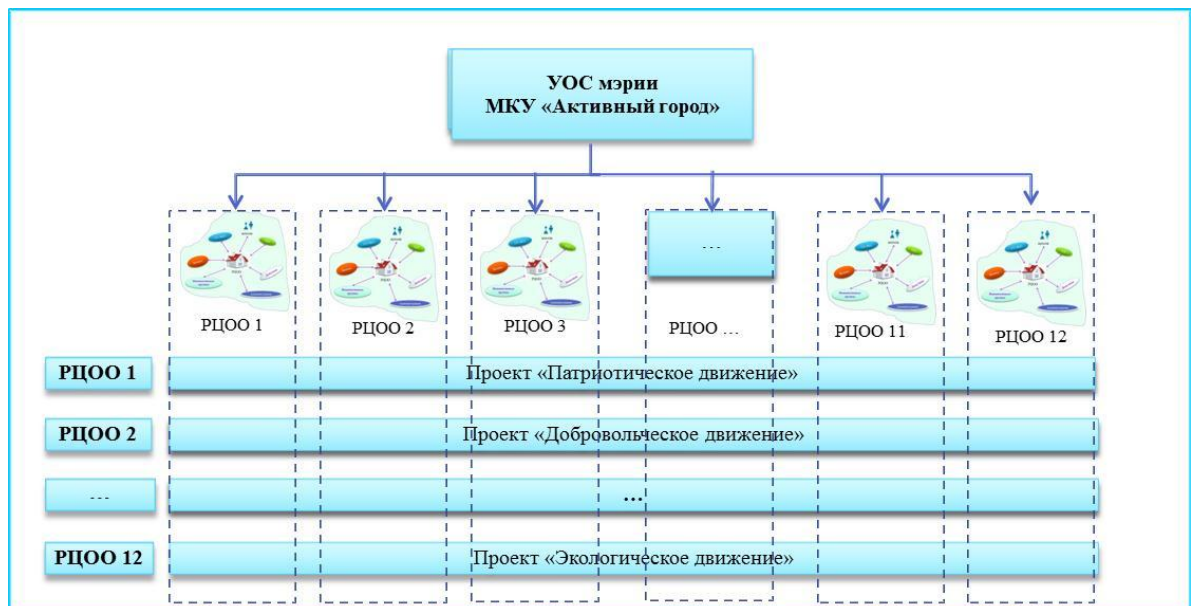 УОС мэрии
МКУ «Активный город»
...
РЦОО 1
РЦОО 2
РЦОО 3
РЦОО ...
РЦОО 11
РЦОО 12
РЦОО 1
Проект «Патриотическое движение»
РЦОО 2
Проект «Добровольческое движение»
...
...
РЦОО 12
Проект «Экологическое движение»